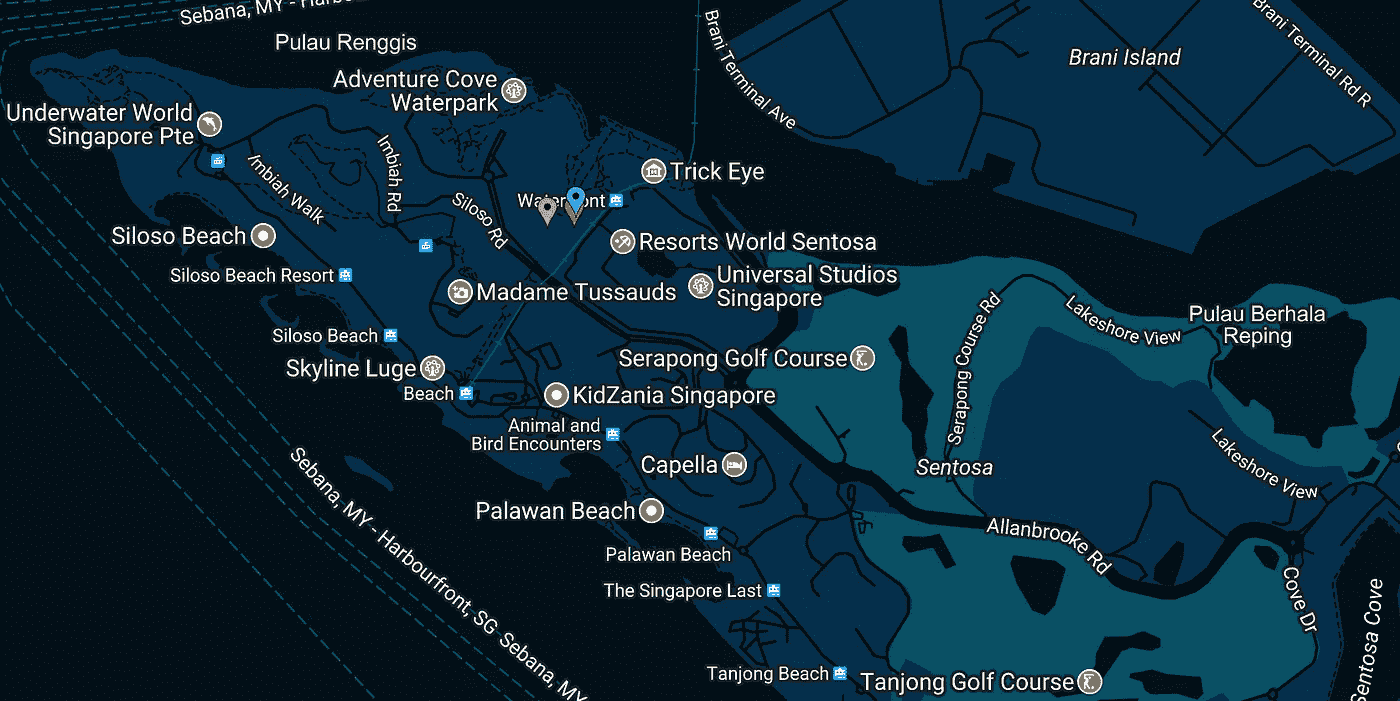 Sebana, MY - Harbou
Pulau Renggis
Adventure Cove
Waterpark
Underwater World
Singapore Pte
Imbiah Walk
Imbiah Rd
Siloso Rd
Brani Terminal Ave
Brani Island
Brani Terminal Rd R
Trick Eye
Waterfront
Siloso Beach
Resorts World Sentosa
Siloso Beach Resort
Universal Studios
Singapore
Madame Tussauds
Serapong Course Rd
Lakeshore View
Pulau Berhala
Reping
Siloso Beach
Skyline Luge
Serapong Golf Course
Beach
KidZania Singapore
Animal and
Bird Encounters
Capella
Sentosa
Lakeshore View
Palawan Beach
Allanbrooke Rd
Palawan Beach
The Singapore Last
Sebana, MY - Harbourfront, SG
Sebana, MY
Cove Dr
Sentosa Cove
Tanjong Beach
Tanjong Golf Course